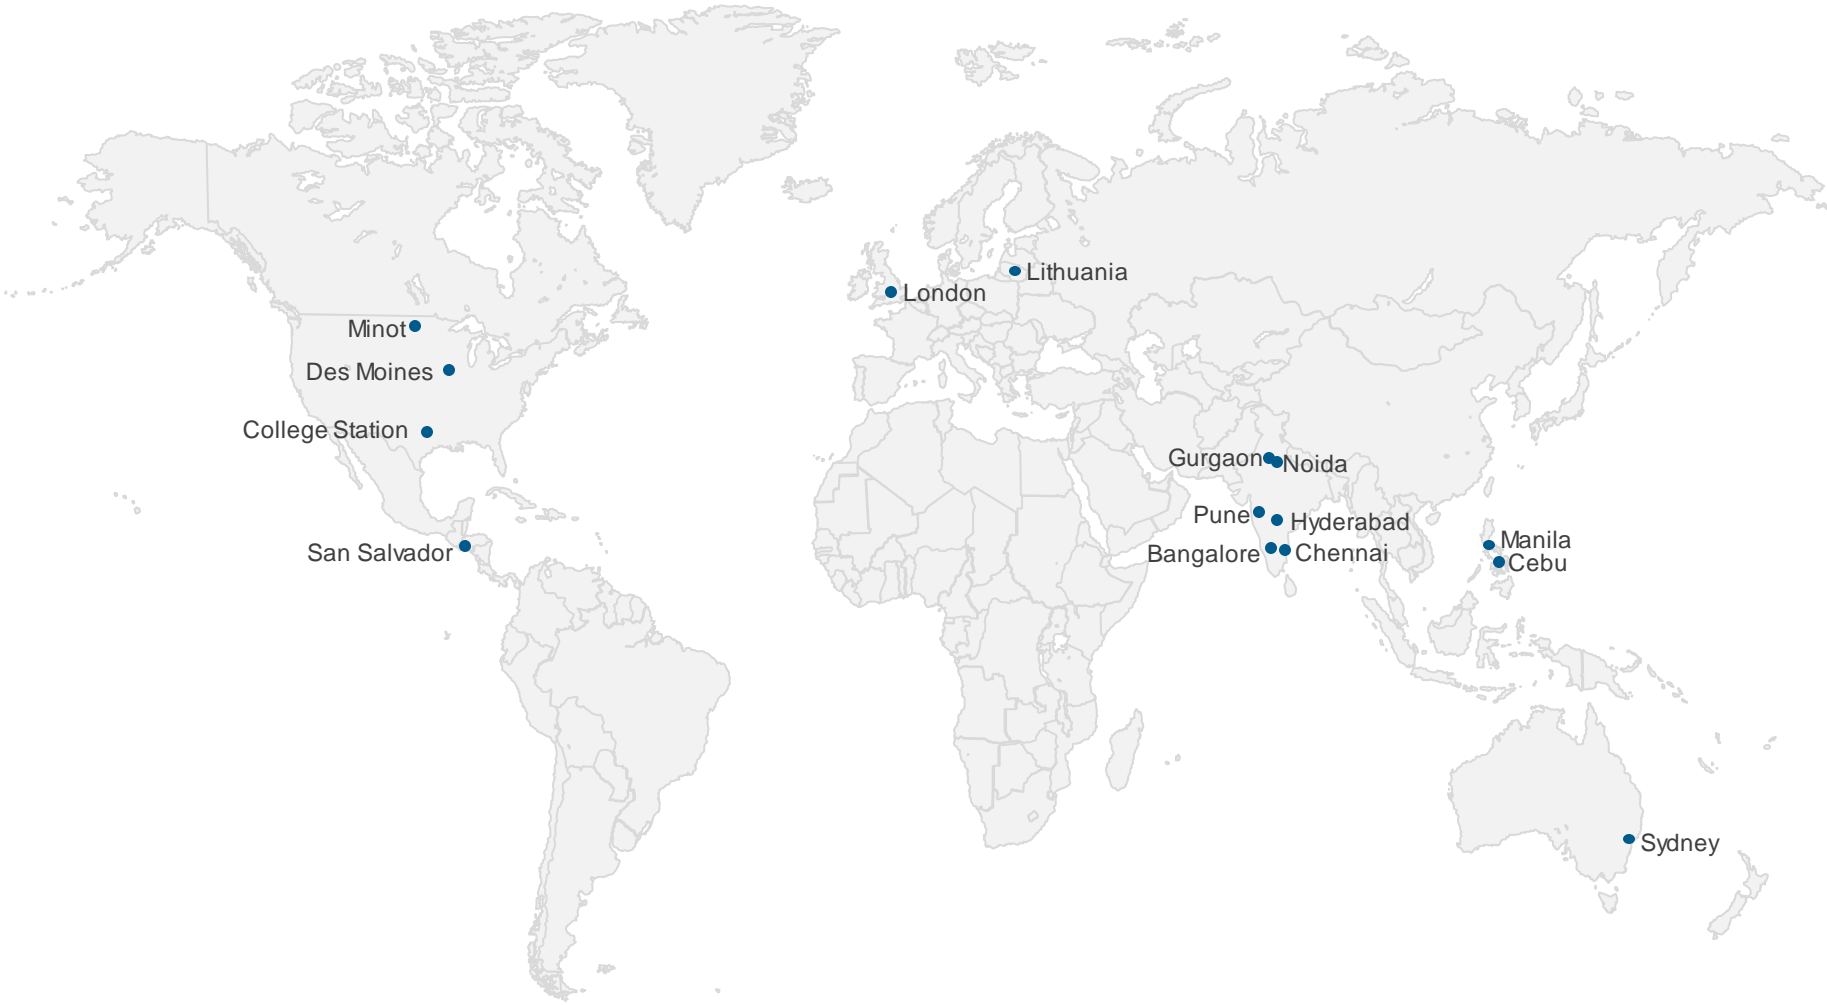 Lithuania
London
Minot
Des Moines
College Station
Gurgaon
Noida
Pune
Hyderabad
Manila
San Salvador
Bangalore
Chennai
Cebu
Sydney